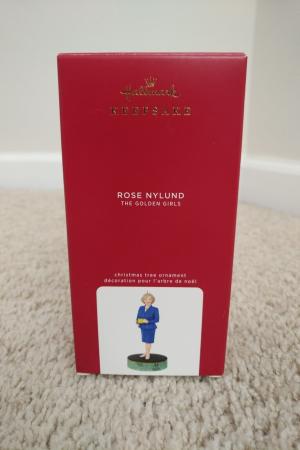 Hallmark
KEEPSAKE
ROSE NYLUND
THE GOLDEN GIRLS
christmas tree ornament
décoration pour l'arbre de noël